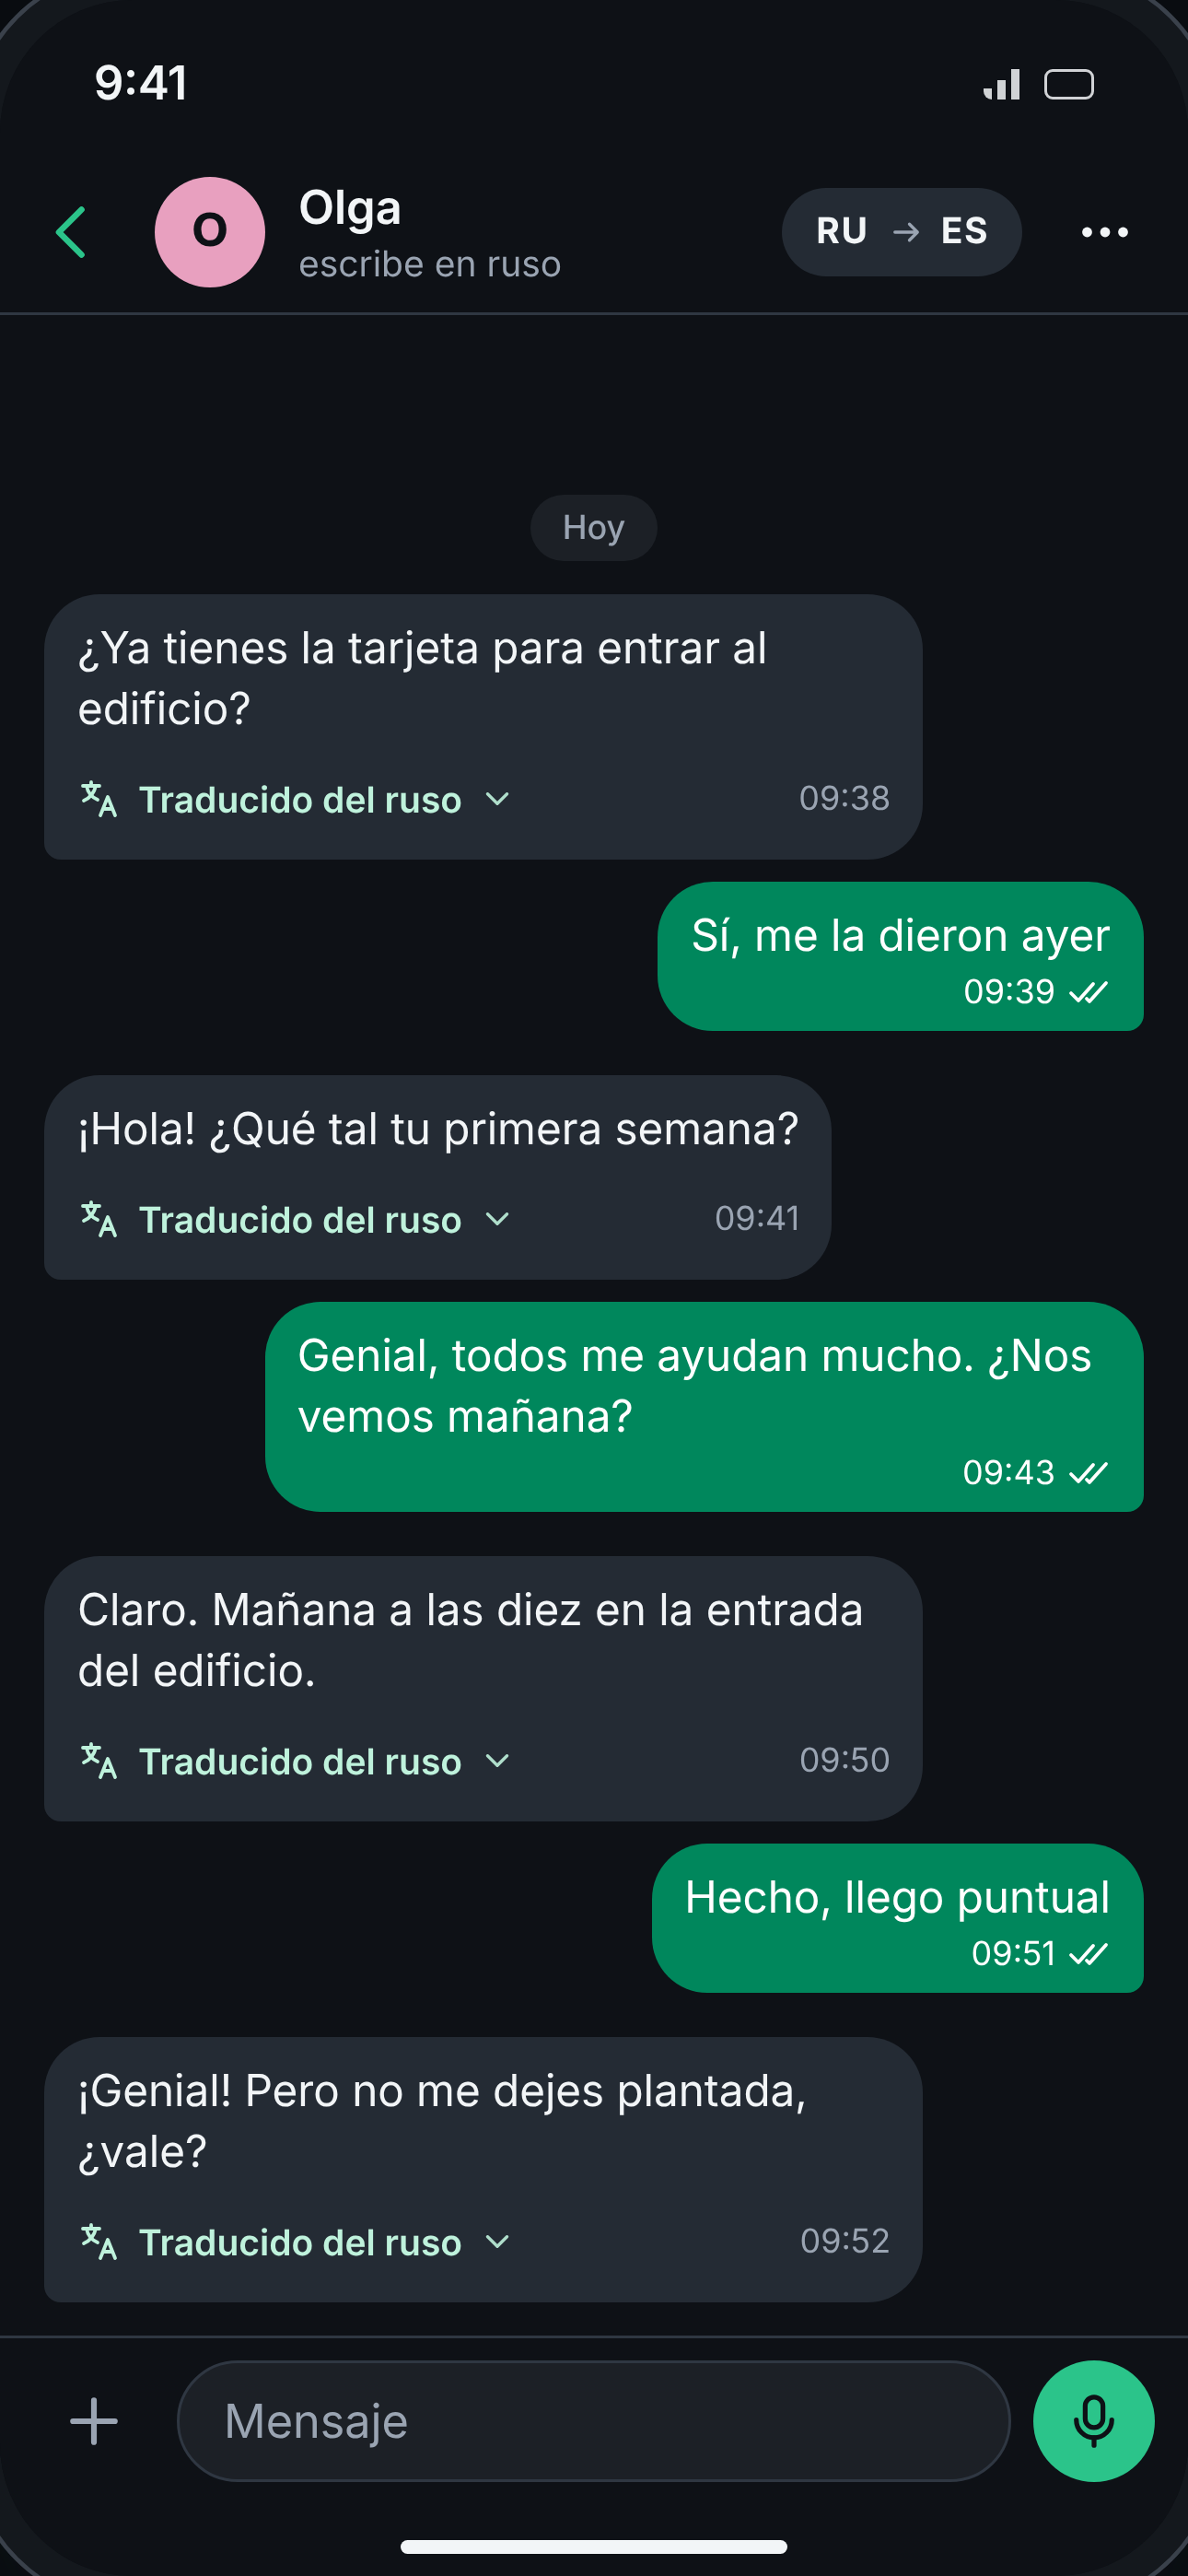 9:41
O
Olga
escribe en ruso
RU → ES
Hoy
¿Ya tienes la tarjeta para entrar al
edificio?
Traducido del ruso
09:38
Sí, me la dieron ayer
09:39
¡Hola! ¿Qué tal tu primera semana?
Traducido del ruso
09:41
Genial, todos me ayudan mucho. ¿Nos
vemos mañana?
09:43
Claro. Mañana a las diez en la entrada
del edificio.
Traducido del ruso
09:50
Hecho, llego puntual
09:51
¡Genial! Pero no me dejes plantada,
¿vale?
Traducido del ruso
09:52
Mensaje